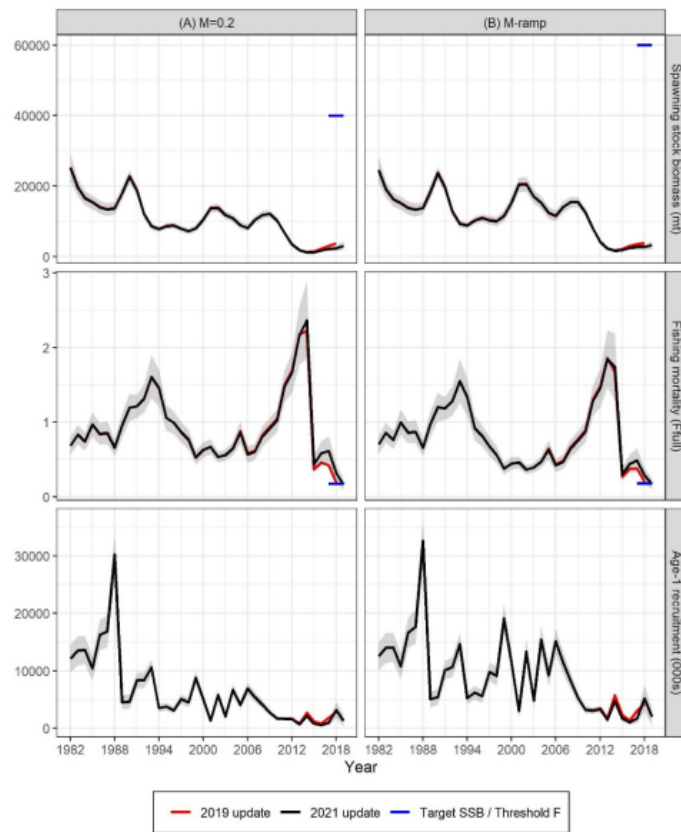 (A) M=0.2
(B) M-ramp
60000
40000
20000
0
Spawning stock biomass (mt)
3
2
1
0
Fishing mortality (Ffull)
30000
20000
10000
0
Age-1 recruitment (000s)
1982 1988 1994 2000 2006 2012 2018
1982 1988 1994 2000 2006 2012 2018
Year
2019 update 2021 update Target SSB / Threshold F